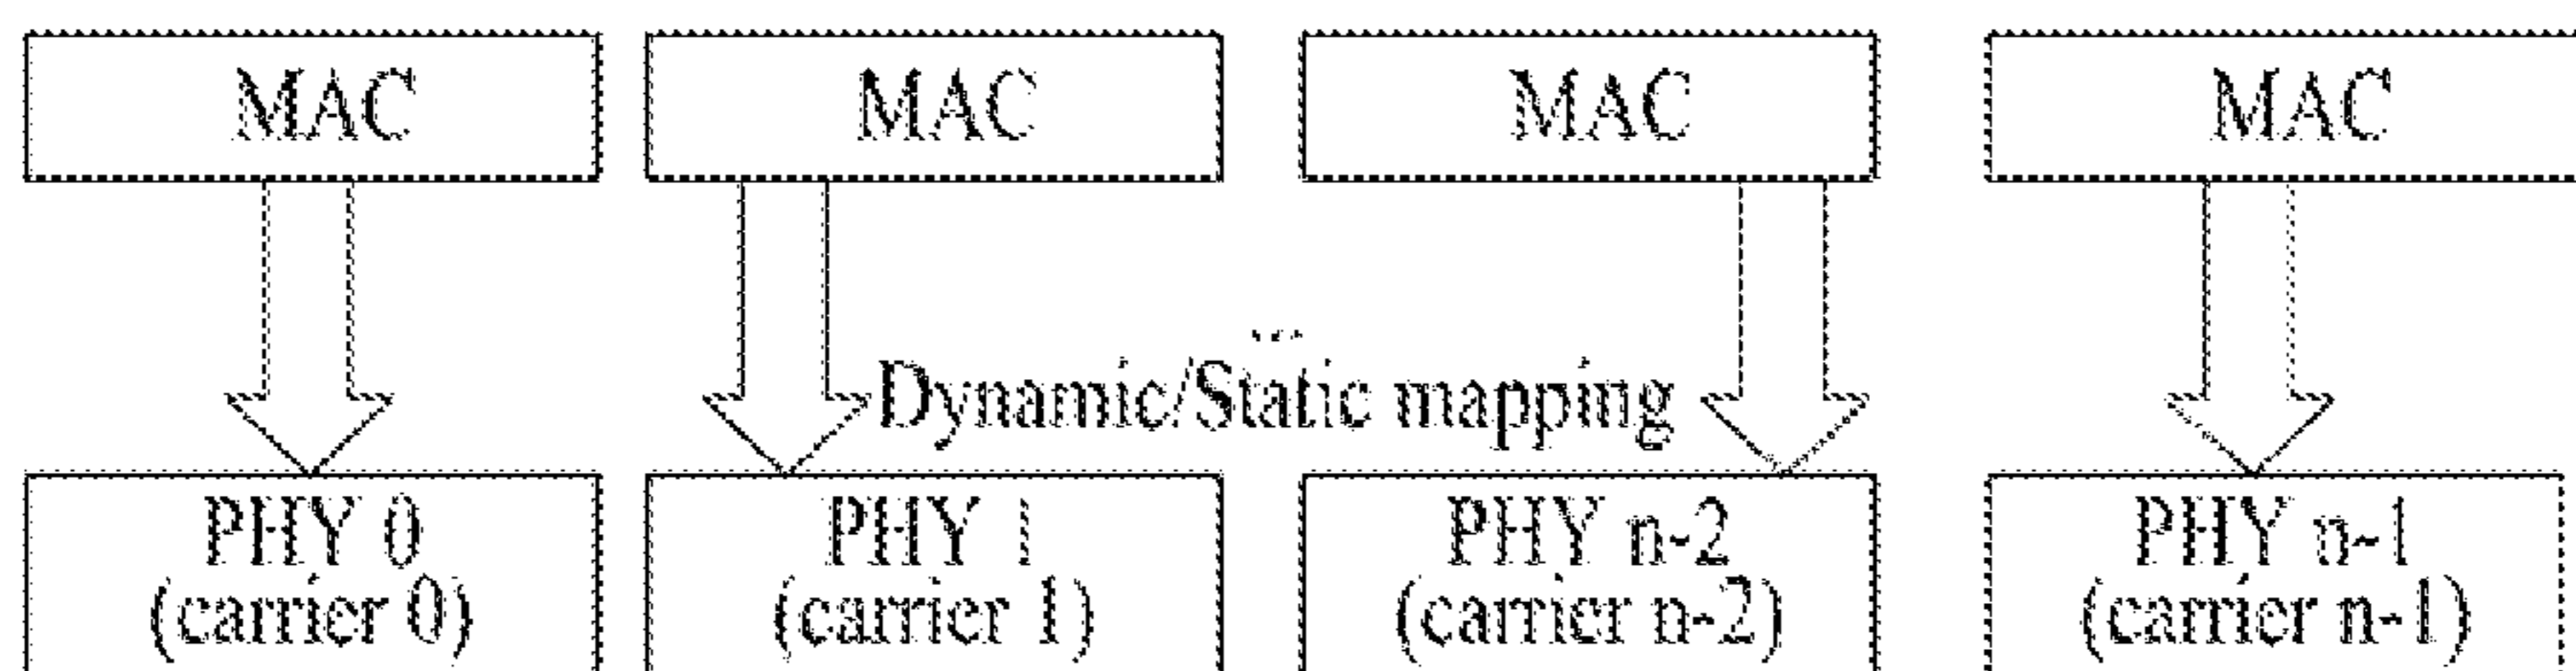 MAC
MAC
MAC
MAC
...
Dynamic/Static mapping
PHY 0
(carrier 0)
PHY 1
(carrier 1)
PHY n-2
(carrier n-2)
PHY n-1
(carrier n-1)